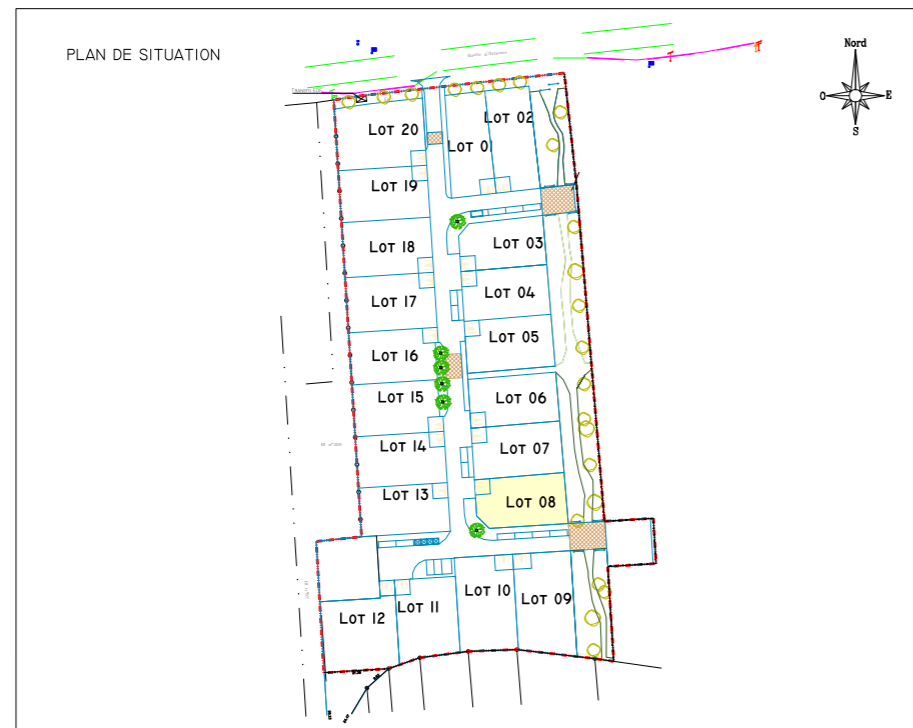 PLAN DE SITUATION
Nord
O
E
S
LOT 20
LOT 01
LOT 02
LOT 19
LOT 18
LOT 03
LOT 17
LOT 04
LOT 05
LOT 16
LOT 15
LOT 06
LOT 14
LOT 07
LOT 13
LOT 08
LOT 12
LOT 11
LOT 10
LOT 09